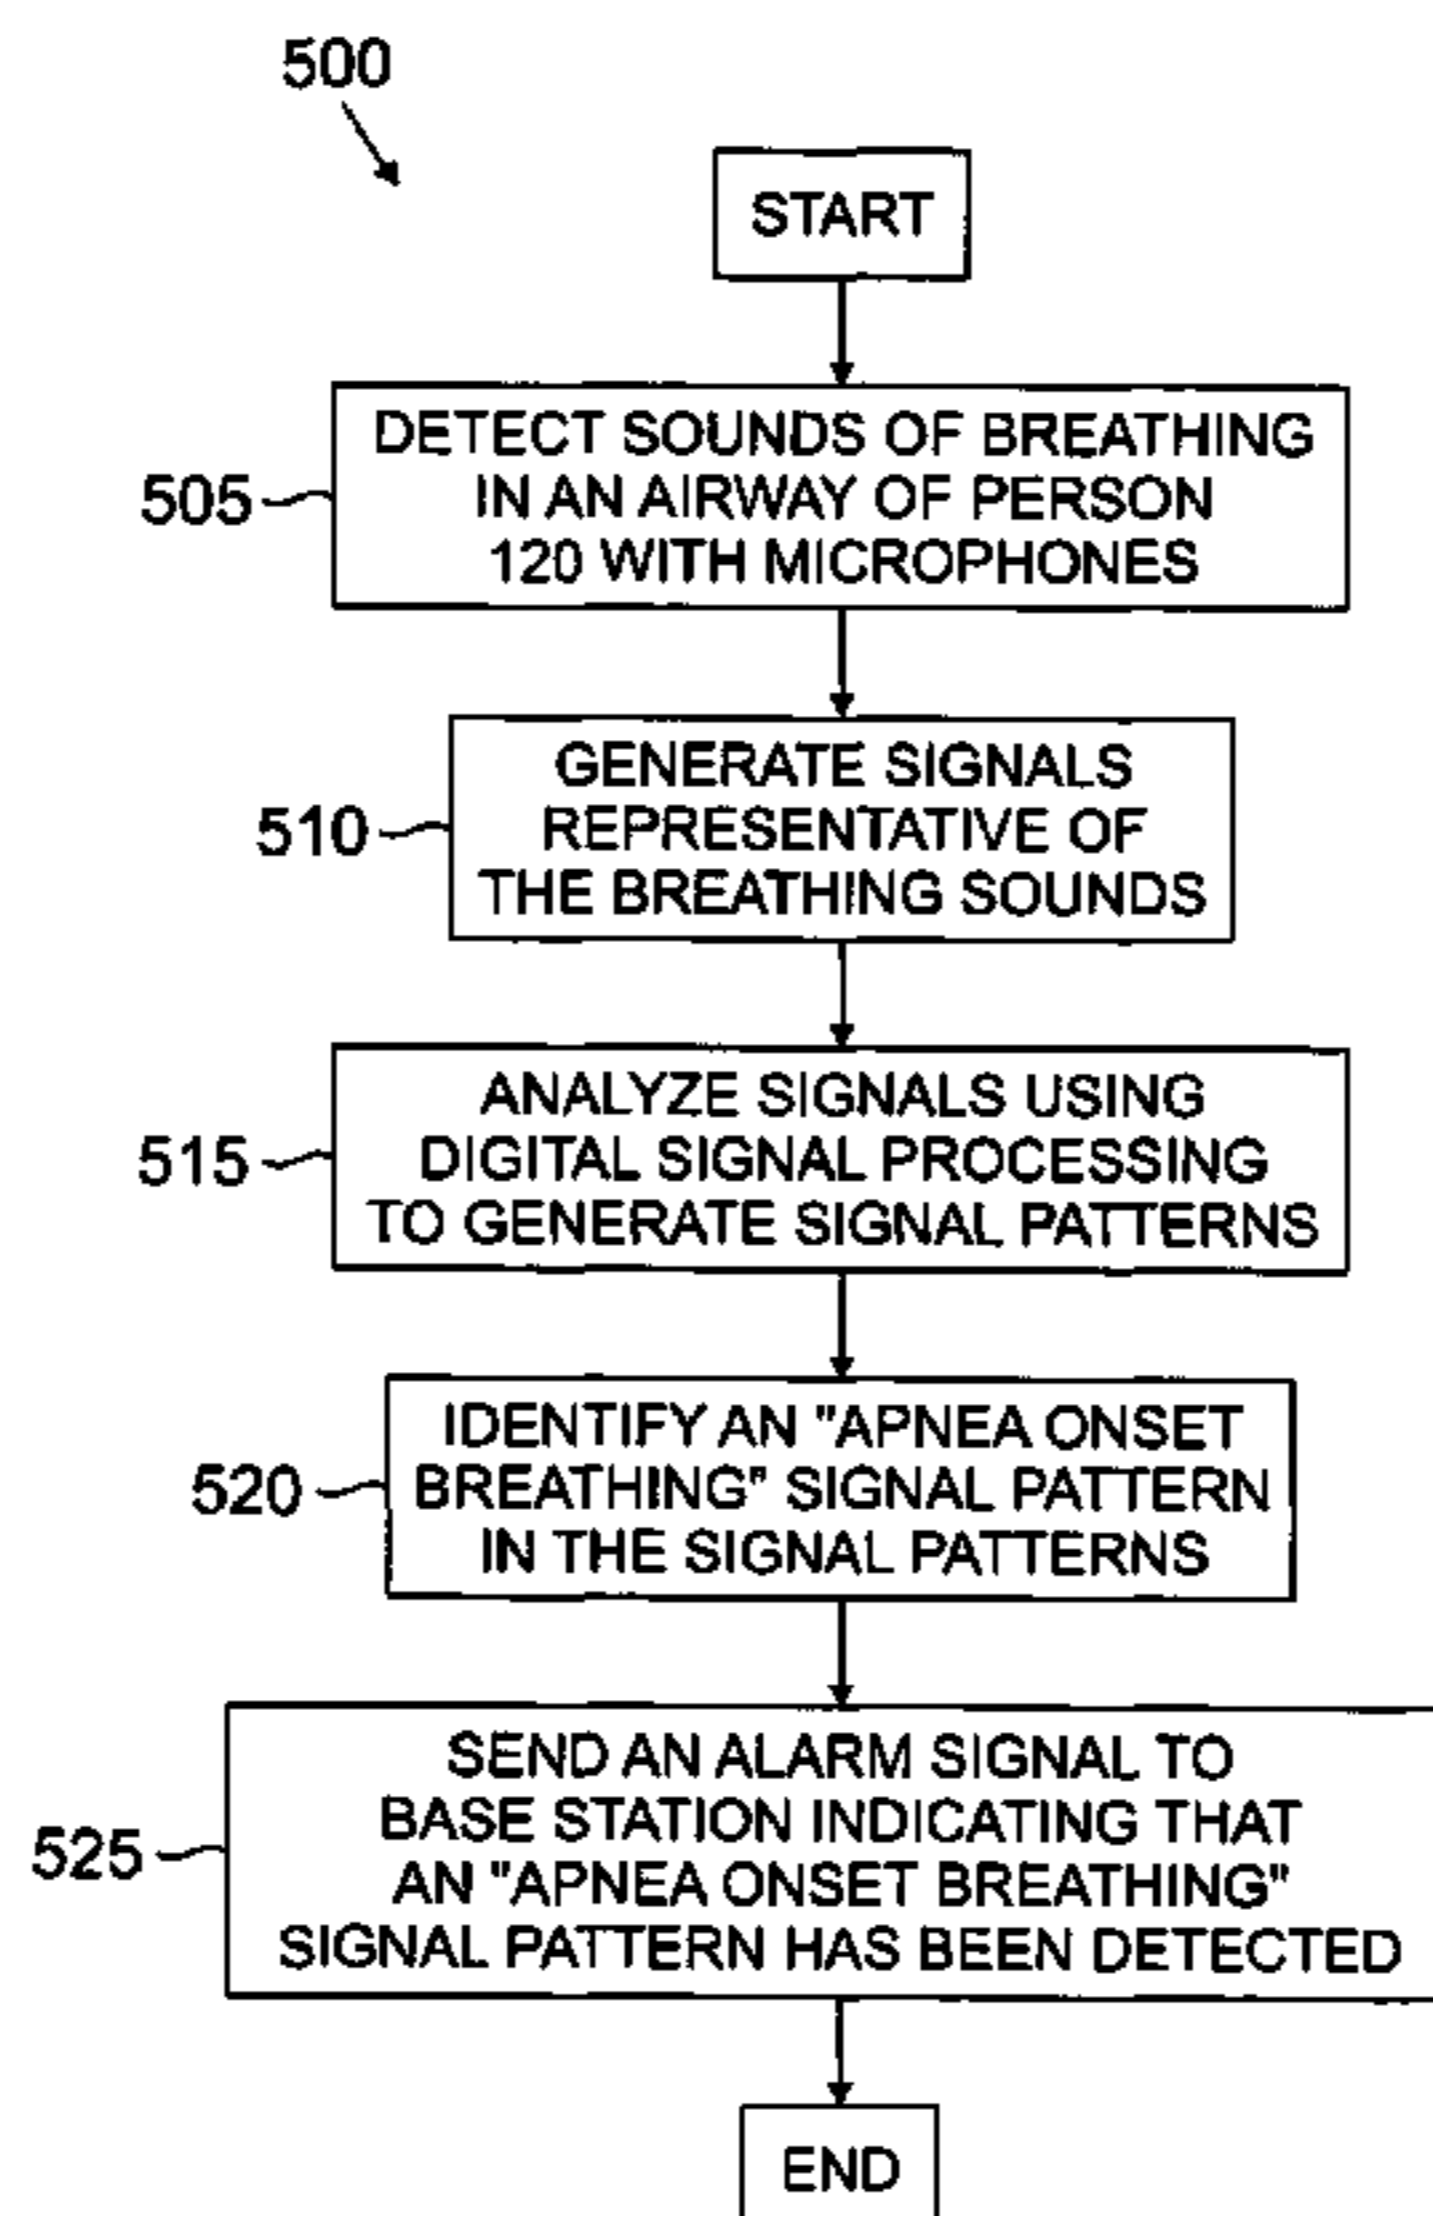 500
START
505
DETECT SOUNDS OF BREATHING
IN AN AIRWAY OF PERSON
120 WITH MICROPHONES
510
GENERATE SIGNALS
REPRESENTATIVE OF
THE BREATHING SOUNDS
515
ANALYZE SIGNALS USING
DIGITAL SIGNAL PROCESSING
TO GENERATE SIGNAL PATTERNS
520
IDENTIFY AN "APNEA ONSET
BREATHING" SIGNAL PATTERN
IN THE SIGNAL PATTERNS
525
SEND AN ALARM SIGNAL TO
BASE STATION INDICATING THAT
AN "APNEA ONSET BREATHING"
SIGNAL PATTERN HAS BEEN DETECTED
END